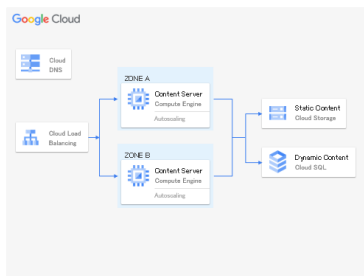 Google Cloud
Cloud
DNS
Cloud Load
Balancing
ZONE A
Content Server
Compute Engine
Autoscaling
ZONE B
Content Server
Compute Engine
Autoscaling
Static Content
Cloud Storage
Dynamic Content
Cloud SQL